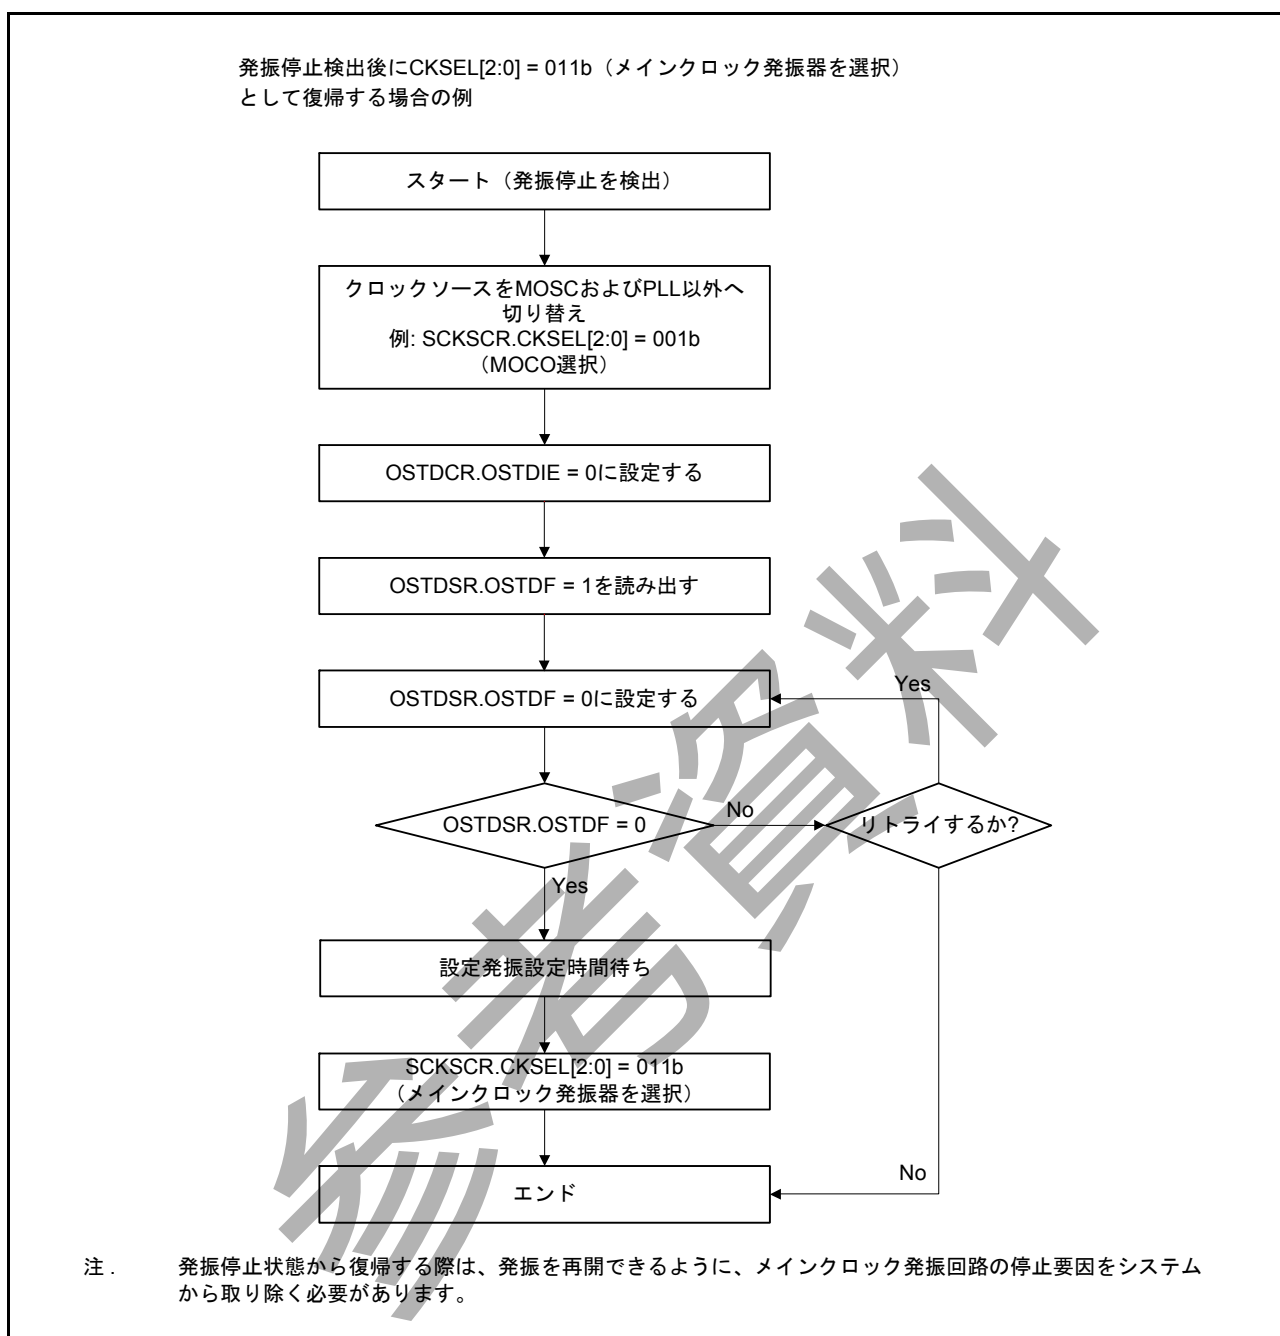 発振停止検出後にCKSEL[2:0] = 011b（メインクロック発振器を選択）
として復帰する場合の例
スタート（発振停止を検出）
クロックソースをMOSCおよびPLL以外へ
切り替え
例: SCKSCR.CKSEL[2:0] = 001b
（MOCO選択）
OSTDCR.OSTDIE = 0に設定する
OSTDSR.OSTDF = 1を読み出す
OSTDSR.OSTDF = 0に設定する
Yes
OSTDSR.OSTDF = 0
No
リトライするか?
Yes
設定発振設定時間待ち
SCKSCR.CKSEL[2:0] = 011b
（メインクロック発振器を選択）
No
エンド
注 . 発振停止状態から復帰する際は、発振を再開できるように、メインクロック発振回路の停止要因をシステム
から取り除く必要があります。
参考資料